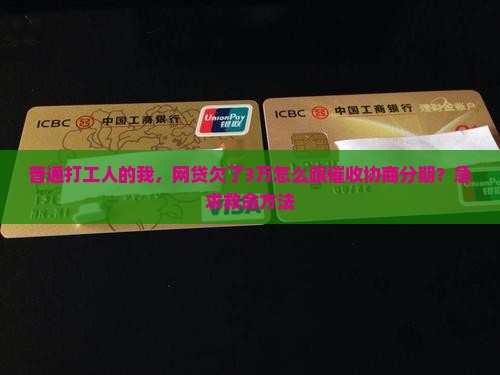 ICBC 中国工商银行
UnionPay
银联
ICBC 中国工商银行 理财金账户
普通打工人的我，网贷欠了3万怎么跟催收协商分期？急
求救命方法
VISA